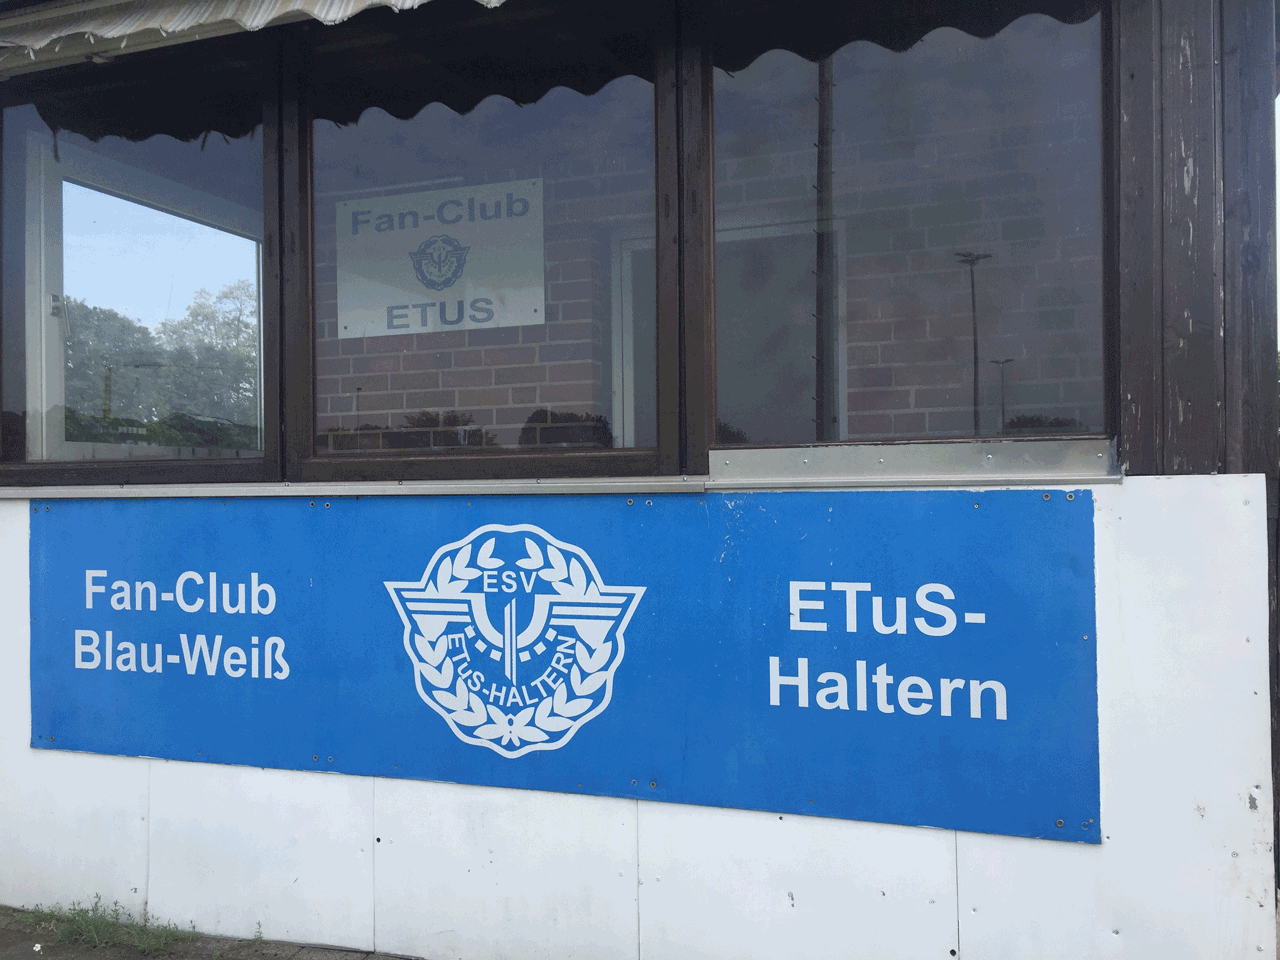 Fan-Club
ETUS
Fan-Club
Blau-Weiß
ESV
ETuS-HALTERN
ETuS-
Haltern